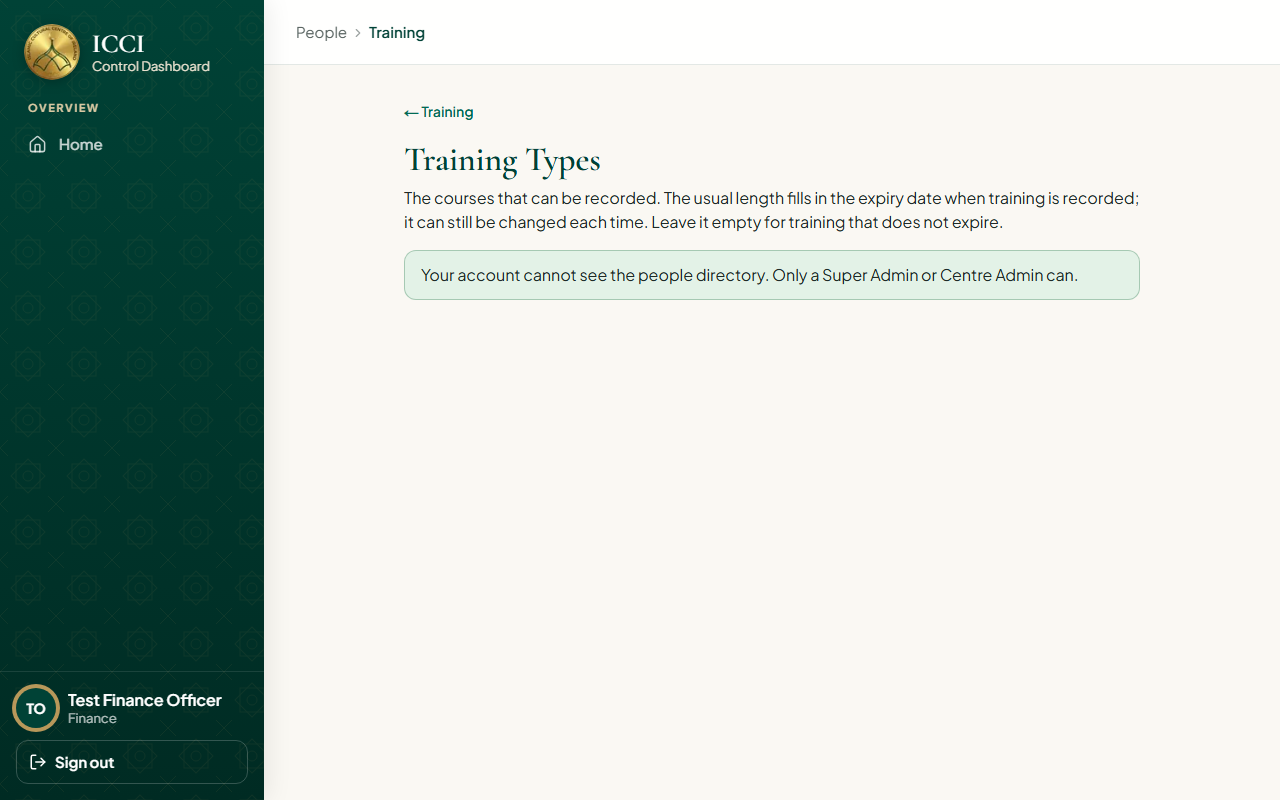 ICCI
Control Dashboard
OVERVIEW
Home
Test Finance Officer
Finance
TO
Sign out
People › Training
← Training
Training Types
The courses that can be recorded. The usual length fills in the expiry date when training is recorded;
it can still be changed each time. Leave it empty for training that does not expire.
Your account cannot see the people directory. Only a Super Admin or Centre Admin can.